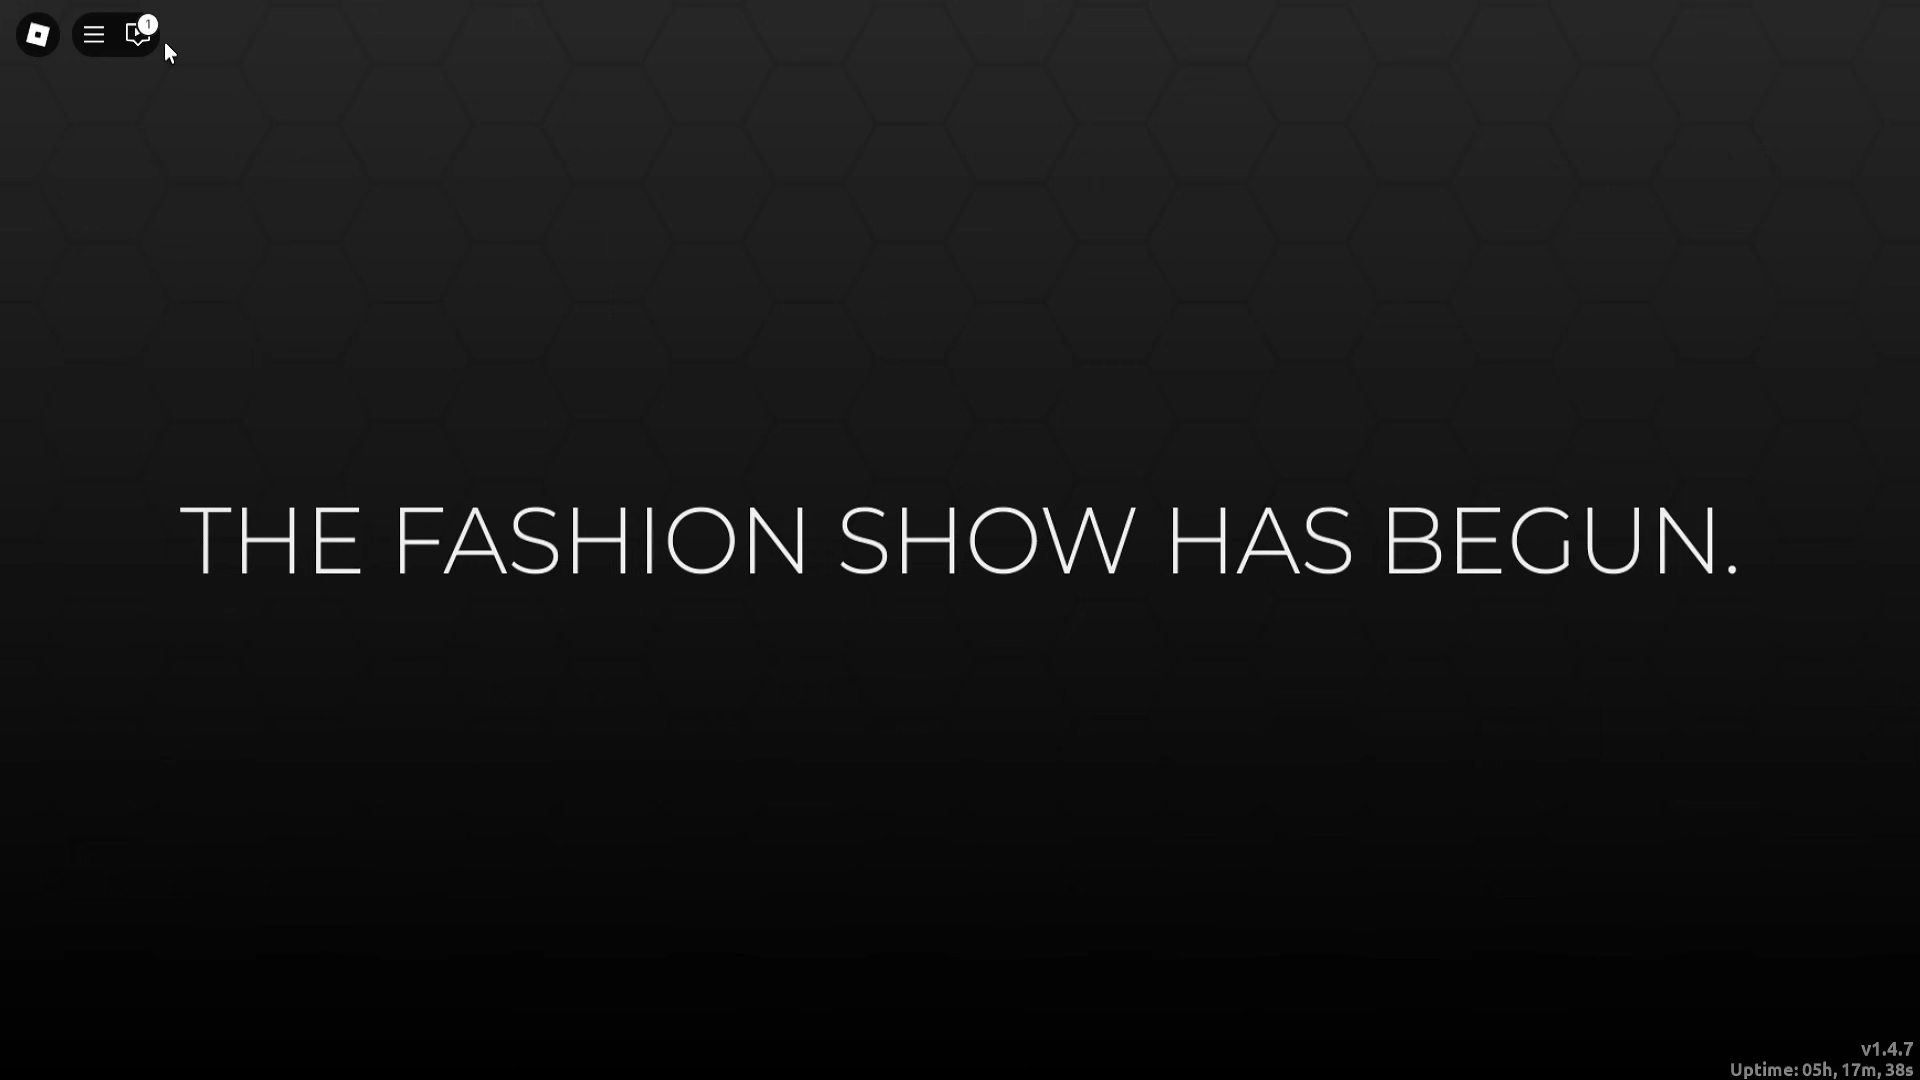 1
THE FASHION SHOW HAS BEGUN.
v1.4.7
Uptime: 05h, 17m, 38s